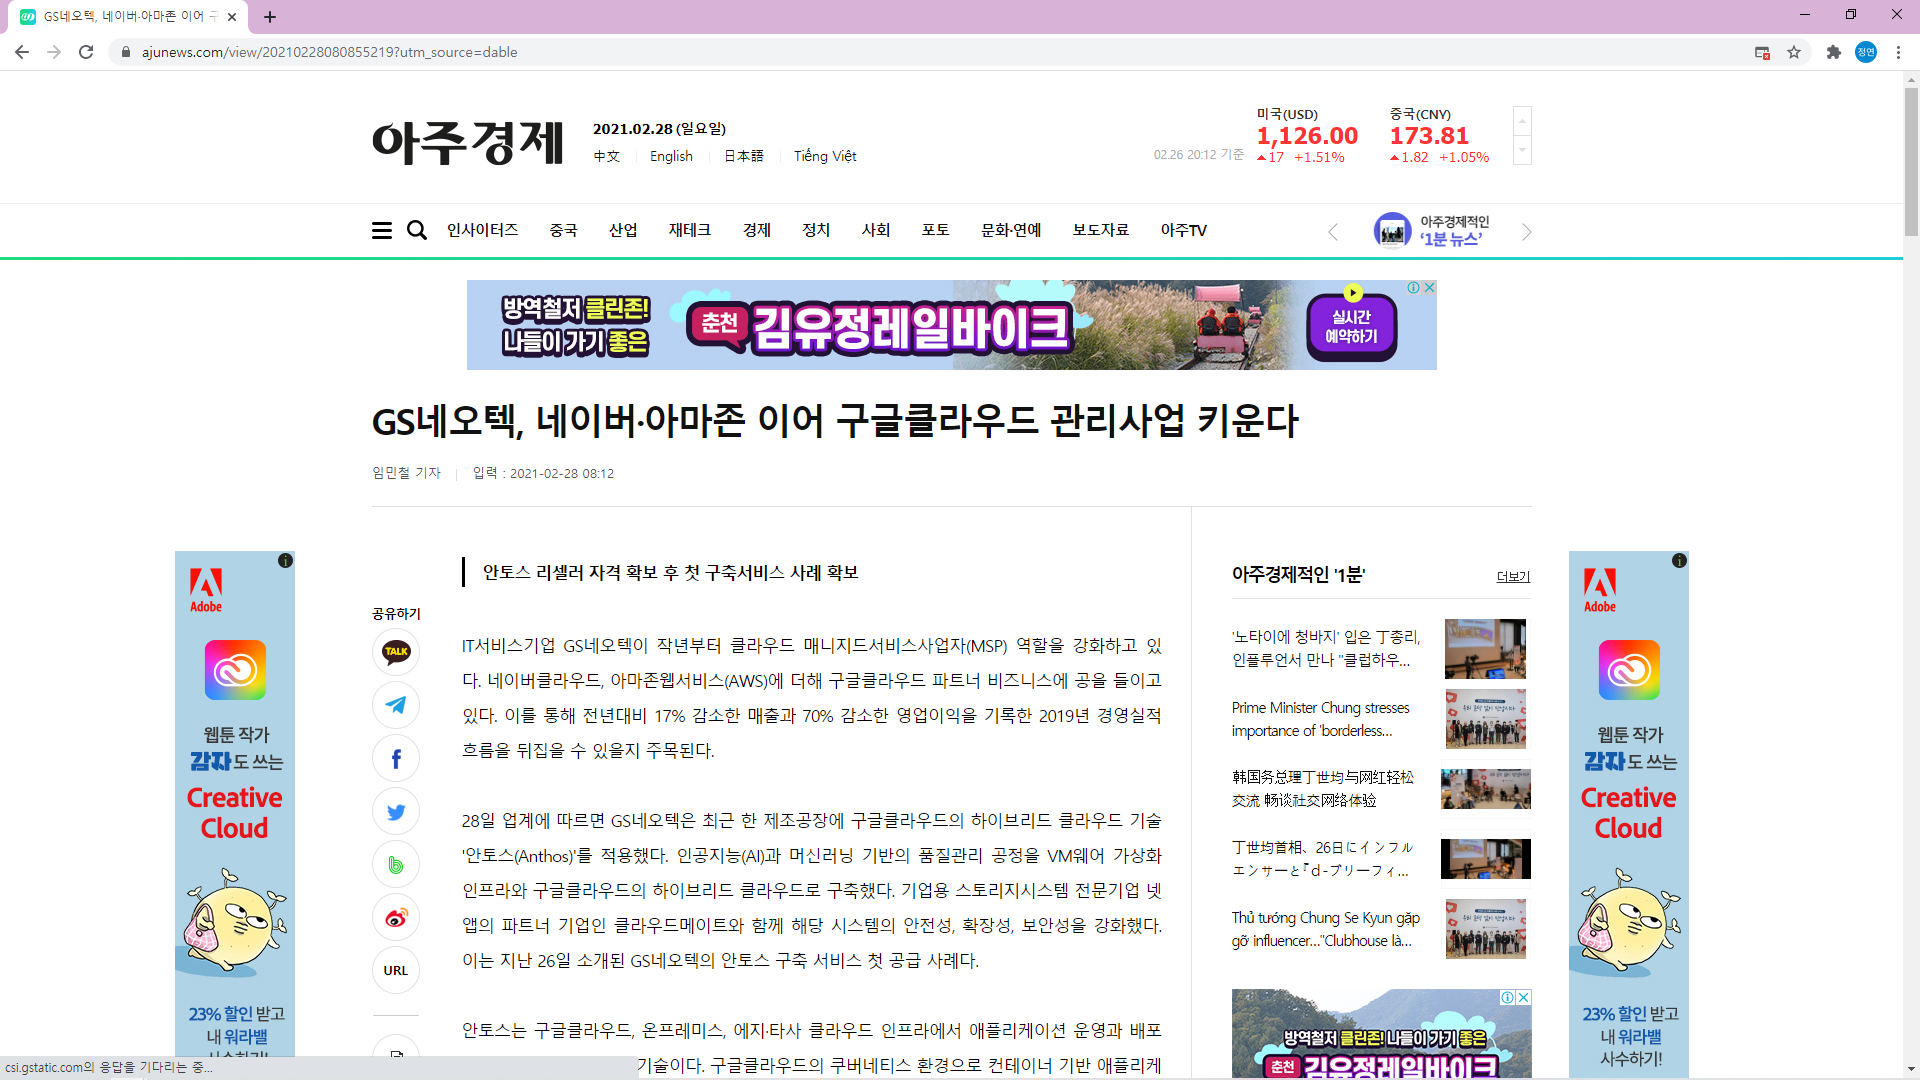 GS네오텍, 네이버·아마존 이어 구
ajunews.com/view/20210228080855219?utm_source=dable
정연
아주경제
2021.02.28 (일요일)
中文 English 日本語 Tiếng Việt
02.26 20:12 기준
미국(USD)
1,126.00
17 +1.51%
중국(CNY)
173.81
1.82 +1.05%
인사이터즈 중국 산업 재테크 경제 정치 사회 포토 문화·연예 보도자료 아주TV
아주경제적인
‘1분 뉴스’
방역철저 클린존!
나들이 가기 좋은
춘천 김유정레일바이크
실시간
예약하기
GS네오텍, 네이버·아마존 이어 구글클라우드 관리사업 키운다
임민철 기자 입력 : 2021-02-28 08:12
안토스 리셀러 자격 확보 후 첫 구축서비스 사례 확보
공유하기
TALK
URL
IT서비스기업 GS네오텍이 작년부터 클라우드 매니지드서비스사업자(MSP) 역할을 강화하고 있
다. 네이버클라우드, 아마존웹서비스(AWS)에 더해 구글클라우드 파트너 비즈니스에 공을 들이고
있다. 이를 통해 전년대비 17% 감소한 매출과 70% 감소한 영업이익을 기록한 2019년 경영실적
흐름을 뒤집을 수 있을지 주목된다.
28일 업계에 따르면 GS네오텍은 최근 한 제조공장에 구글클라우드의 하이브리드 클라우드 기술
'안토스(Anthos)'를 적용했다. 인공지능(AI)과 머신러닝 기반의 품질관리 공정을 VM웨어 가상화
인프라와 구글클라우드의 하이브리드 클라우드로 구축했다. 기업용 스토리지시스템 전문기업 넷
앱의 파트너 기업인 클라우드메이트와 함께 해당 시스템의 안전성, 확장성, 보안성을 강화했다.
이는 지난 26일 소개된 GS네오텍의 안토스 구축 서비스 첫 공급 사례다.
안토스는 구글클라우드, 온프레미스, 에지·타사 클라우드 인프라에서 애플리케이션 운영과 배포
기술이다. 구글클라우드의 쿠버네티스 환경으로 컨테이너 기반 애플리케
아주경제적인 '1분'
더보기
'노타이에 청바지' 입은 丁총리,
인플루언서 만나 "클럽하우...
Prime Minister Chung stresses
importance of 'borderless...
韩国务总理丁世均与网红轻松
交流 畅谈社交网络体验
丁世均首相、26日にインフル
エンサーと『ｄ-ブリーフィ...
Thủ tướng Chung Se Kyun gặp
gỡ influencer..."Clubhouse là...
방역철저 클린존! 나들이 가기 좋은
춘천 김유정레일바이크
Adobe
웹툰 작가
감자도 쓰는
Creative
Cloud
23% 할인 받고
내 워라밸
사수하기!
Adobe
웹툰 작가
감자도 쓰는
Creative
Cloud
23% 할인 받고
내 워라밸
사수하기!
csi.gstatic.com의 응답을 기다리는 중...